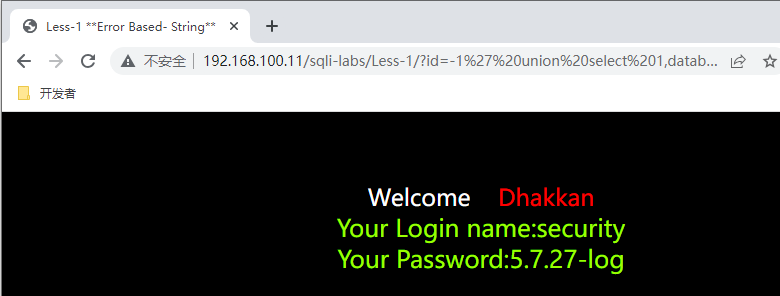 Less-1 **Error Based- String**
不安全 192.168.100.11/sqli-labs/Less-1/?id=-1%27%20union%20select%201,datab...
开发者
Welcome Dhakkan
Your Login name:security
Your Password:5.7.27-log